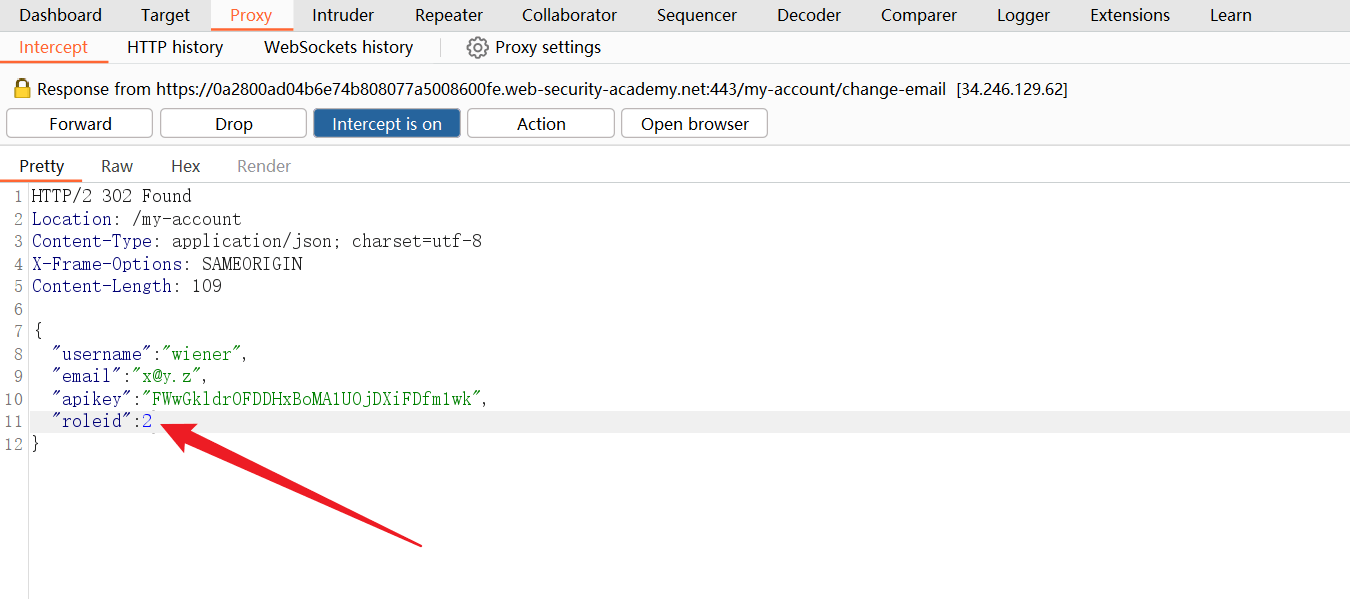 Dashboard Target Proxy Intruder Repeater Collaborator Sequencer Decoder Comparer Logger Extensions Learn
Intercept HTTP history WebSockets history Proxy settings
Response from https://0a2800ad04b6e74b808077a5008600fe.web-security-academy.net:443/my-account/change-email [34.246.129.62]
Forward Drop Intercept is on Action Open browser
Pretty Raw Hex Render
1 HTTP/2 302 Found
2 Location: /my-account
3 Content-Type: application/json; charset=utf-8
4 X-Frame-Options: SAMEORIGIN
5 Content-Length: 109
6
7 {
8 "username":"wiener",
9 "email":"x@y.z",
10 "apikey":"FWwGkldrOFDDHxBoMA1UOjDXiFDfm1wk",
11 "roleid":2
12 }